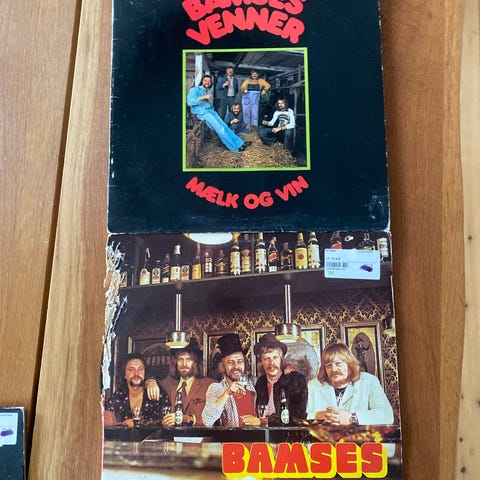 BAMSES
VENNER
MÆLK OG VIN
BAMSES